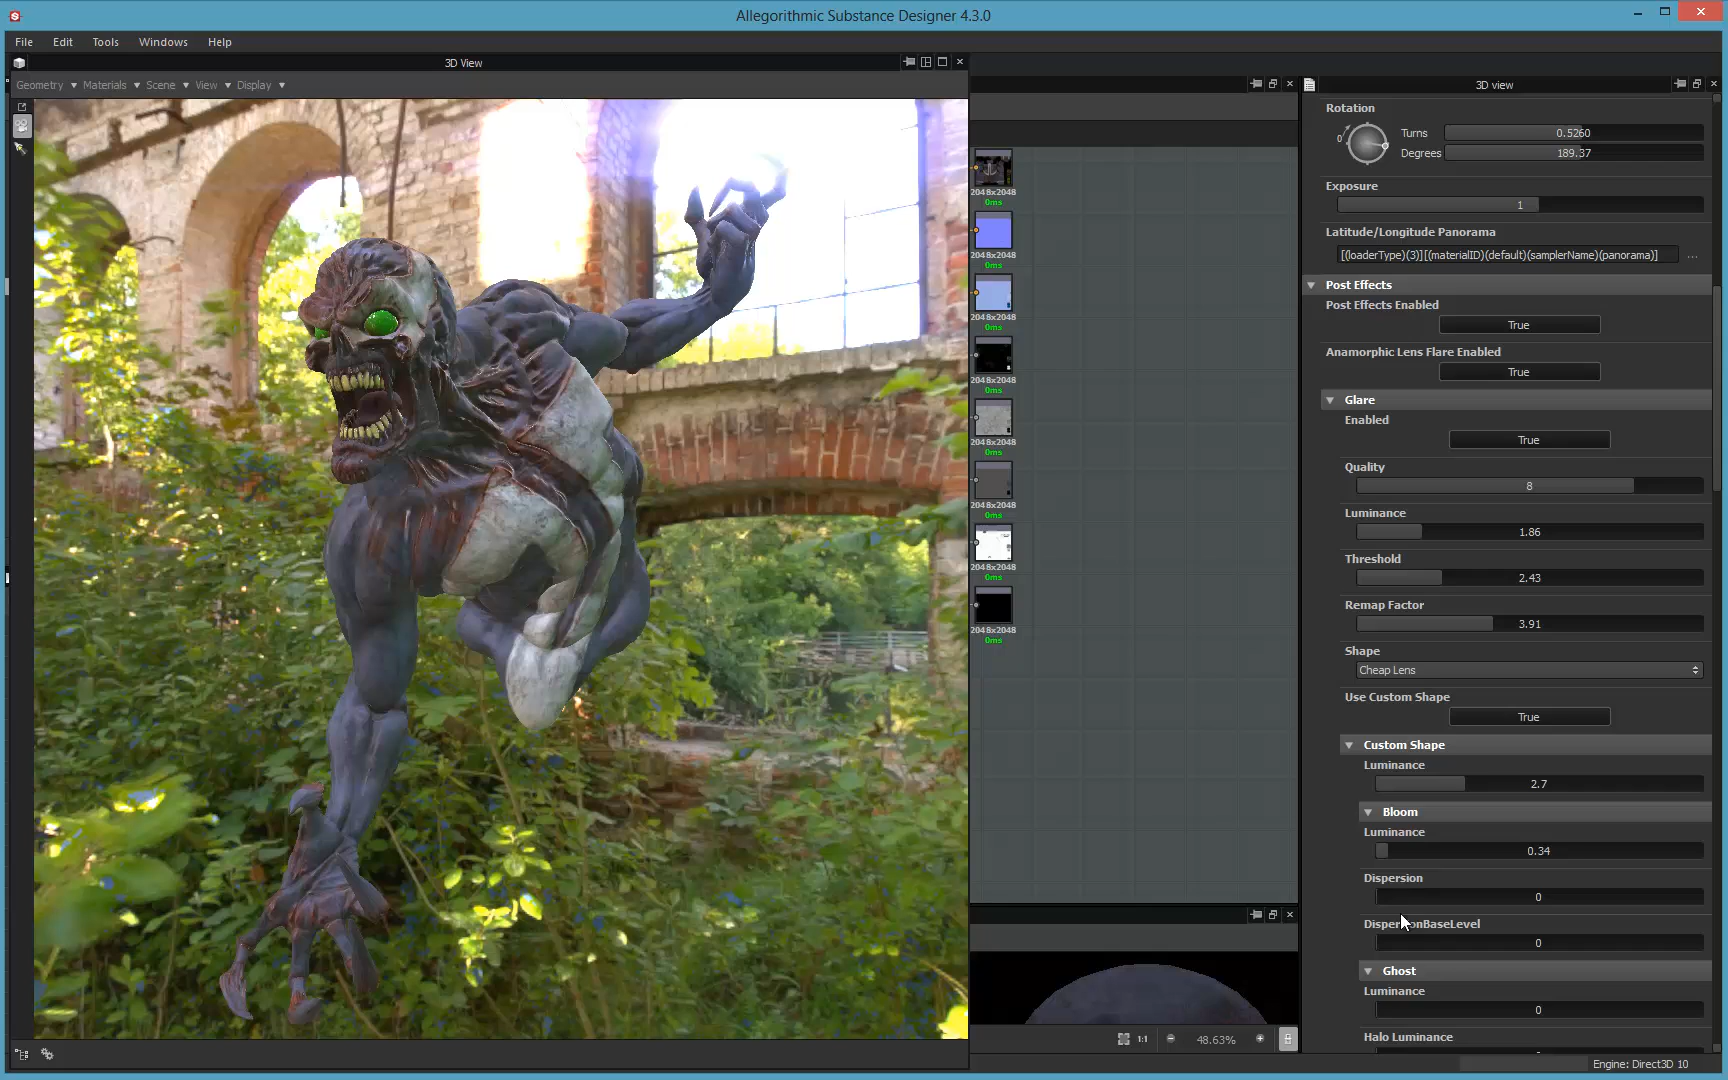 Allegorithmic Substance Designer 4.3.0
File Edit Tools Windows Help
3D View
Geometry Materials Scene View Display
2048x2048
0ms
2048x2048
0ms
2048x2048
0ms
2048x2048
0ms
2048x2048
0ms
2048x2048
0ms
2048x2048
0ms
2048x2048
0ms
1:1 48.63%
3D view
Rotation
0 Turns 0.5260
Degrees 189.37
Exposure
1
Latitude/Longitude Panorama
[(loaderType)(3)][(materialID)(default)(samplerName)(panorama)] ...
Post Effects
Post Effects Enabled
True
Anamorphic Lens Flare Enabled
True
Glare
Enabled
True
Quality
8
Luminance
1.86
Threshold
2.43
Remap Factor
3.91
Shape
Cheap Lens
Use Custom Shape
True
Custom Shape
Luminance
2.7
Bloom
Luminance
0.34
Dispersion
0
DispersionBaseLevel
0
Ghost
Luminance
0
Halo Luminance
Engine: Direct3D 10